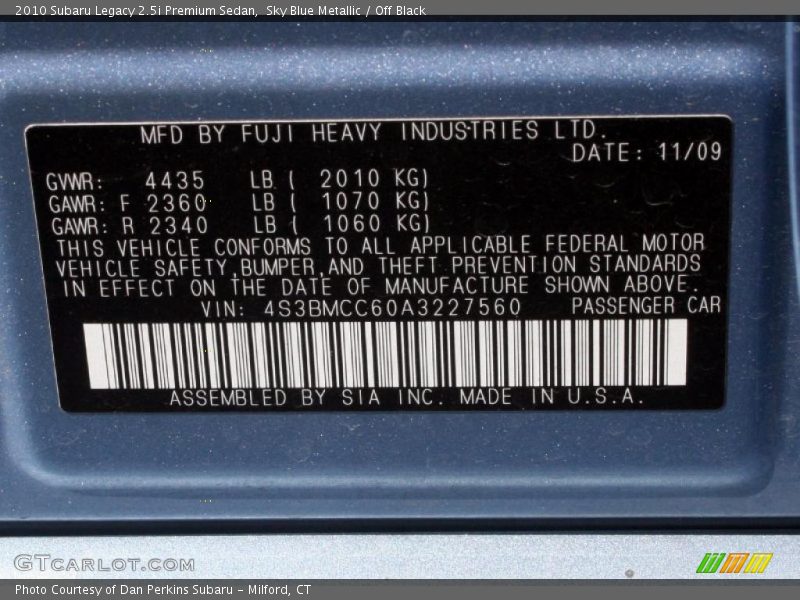 2010 Subaru Legacy 2.5i Premium Sedan,  Sky Blue Metallic / Off Black
MFD BY FUJI HEAVY INDUSTRIES LTD.
DATE: 11/09
GVWR: 4435 LB ( 2010 KG)
GAWR: F 2360 LB ( 1070 KG)
GAWR: R 2340 LB ( 1060 KG)
THIS VEHICLE CONFORMS TO ALL APPLICABLE FEDERAL MOTOR
VEHICLE SAFETY,BUMPER,AND THEFT PREVENTION STANDARDS
IN EFFECT ON THE DATE OF MANUFACTURE SHOWN ABOVE.
VIN: 4S3BMCC60A3227560 PASSENGER CAR
ASSEMBLED BY SIA INC. MADE IN U.S.A.
GTCARLOT.COM
Photo Courtesy of Dan Perkins Subaru - Milford, CT